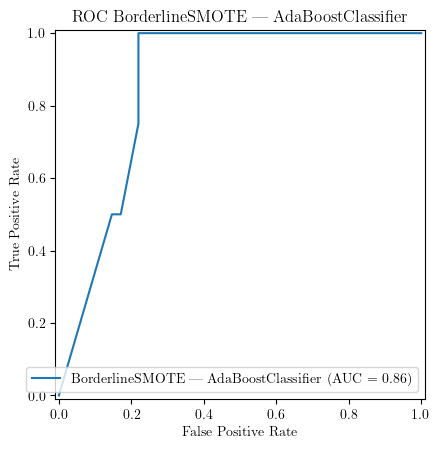 ROC BorderlineSMOTE — AdaBoostClassifier
1.0
0.8
0.6
0.4
0.2
0.0
True Positive Rate
BorderlineSMOTE — AdaBoostClassifier (AUC = 0.86)
0.0 0.2 0.4 0.6 0.8 1.0
False Positive Rate